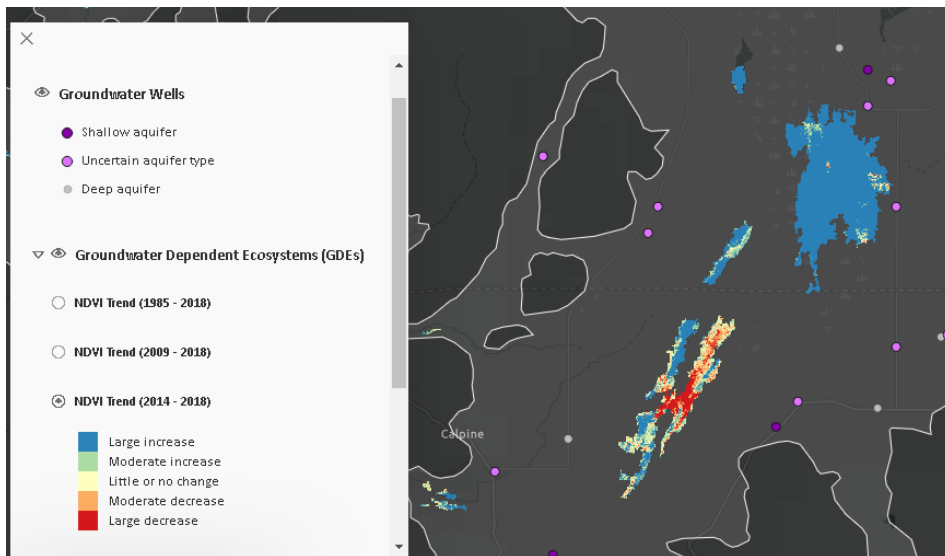 Groundwater Wells
Shallow aquifer
Uncertain aquifer type
Deep aquifer
Groundwater Dependent Ecosystems (GDEs)
NDVI Trend (1985 - 2018)
NDVI Trend (2009 - 2018)
NDVI Trend (2014 - 2018)
Large increase
Moderate increase
Little or no change
Moderate decrease
Large decrease
Calpine